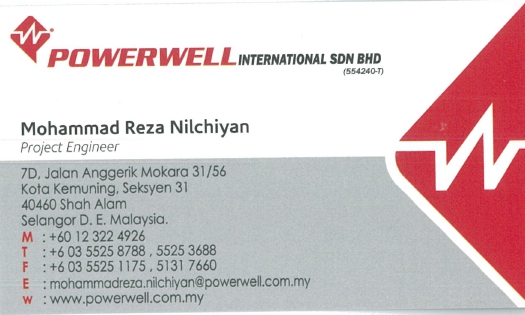 POWERWELL INTERNATIONAL SDN BHD
(554240-T)
Mohammad Reza Nilchiyan
Project Engineer
7D, Jalan Anggerik Mokara 31/56
Kota Kemuning, Seksyen 31
40460 Shah Alam
Selangor D. E. Malaysia.
M : +60 12 322 4926
T : +6 03 5525 8788 , 5525 3688
F : +6 03 5525 1175 , 5131 7660
E : mohammadreza.nilchiyan@powerwell.com.my
w : www.powerwell.com.my